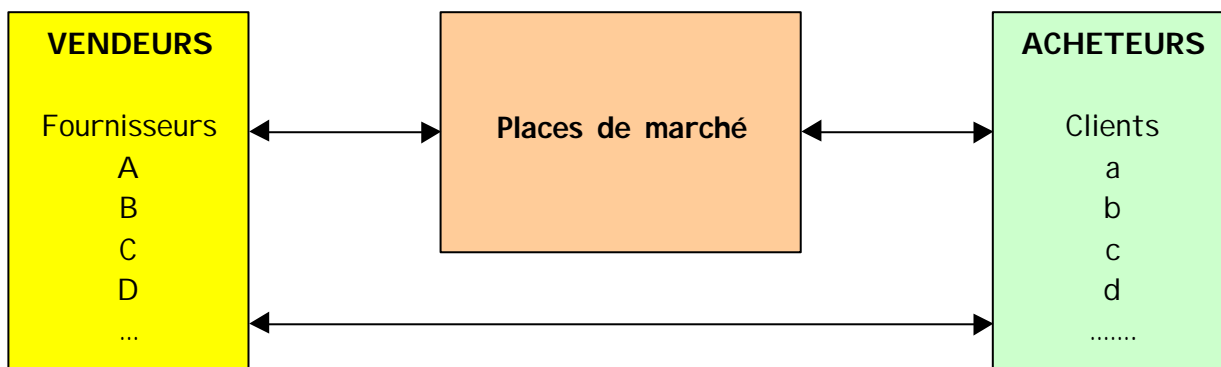 VENDEURS
Fournisseurs
A
B
C
D
...
Places de marché
ACHETEURS
Clients
a
b
c
d
.......